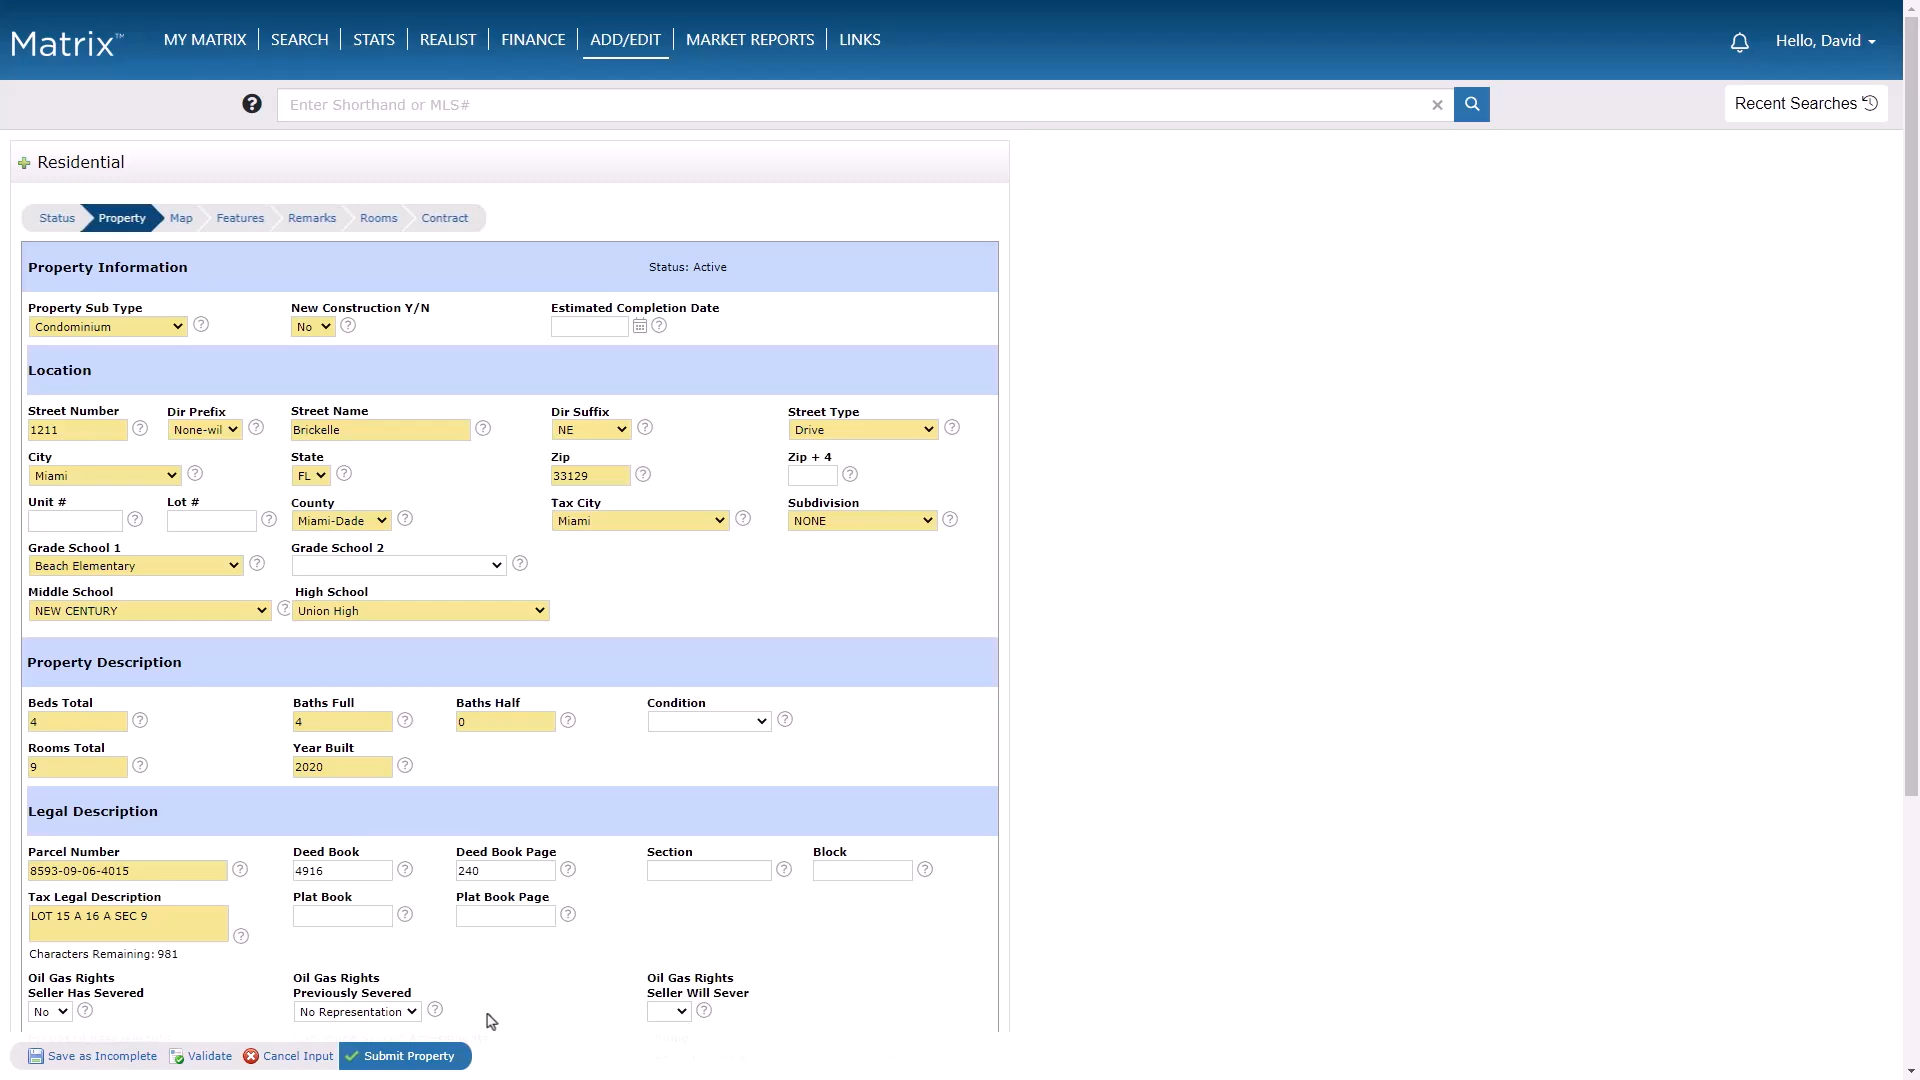 Matrix™
MY MATRIX SEARCH STATS REALIST FINANCE ADD/EDIT MARKET REPORTS LINKS
Hello, David
Enter Shorthand or MLS#
Recent Searches
Residential
Status Property Map Features Remarks Rooms Contract
Property Information Status: Active
Property Sub Type New Construction Y/N Estimated Completion Date
Condominium No
Location
Street Number Dir Prefix Street Name Dir Suffix Street Type
1211 None-wil Brickelle NE Drive
City State Zip Zip + 4
Miami FL 33129
Unit # Lot # County Tax City Subdivision
Miami-Dade Miami NONE
Grade School 1 Grade School 2
Beach Elementary
Middle School High School
NEW CENTURY Union High
Property Description
Beds Total Baths Full Baths Half Condition
4 4 0
Rooms Total Year Built
9 2020
Legal Description
Parcel Number Deed Book Deed Book Page Section Block
8593-09-06-4015 4916 240
Tax Legal Description Plat Book Plat Book Page
LOT 15 A 16 A SEC 9
Characters Remaining: 981
Oil Gas Rights Oil Gas Rights Oil Gas Rights
Seller Has Severed Previously Severed Seller Will Sever
No No Representation
Save as Incomplete Validate Cancel Input Submit Property